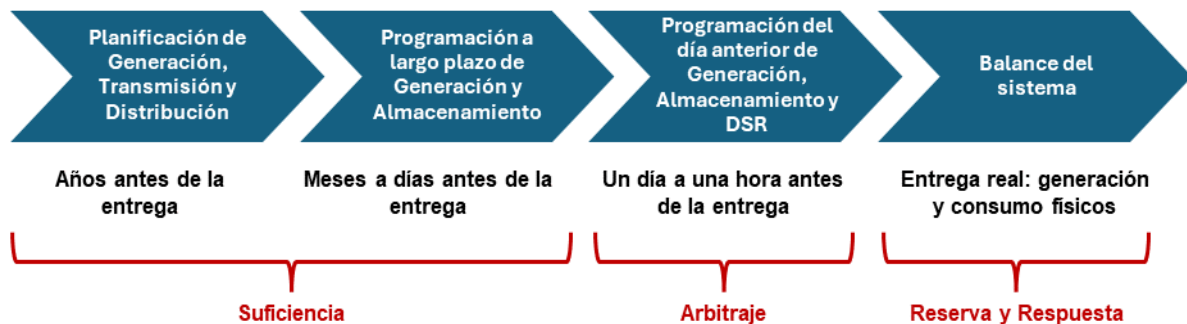 Planificación de
Generación,
Transmisión y
Distribución
Programación a
largo plazo de
Generación y
Almacenamiento
Programación del
día anterior de
Generación,
Almacenamiento y
DSR
Balance del
sistema
Años antes de la
entrega
Meses a días antes de la
entrega
Un día a una hora antes
de la entrega
Entrega real: generación
y consumo físicos
Suficiencia
Arbitraje
Reserva y Respuesta